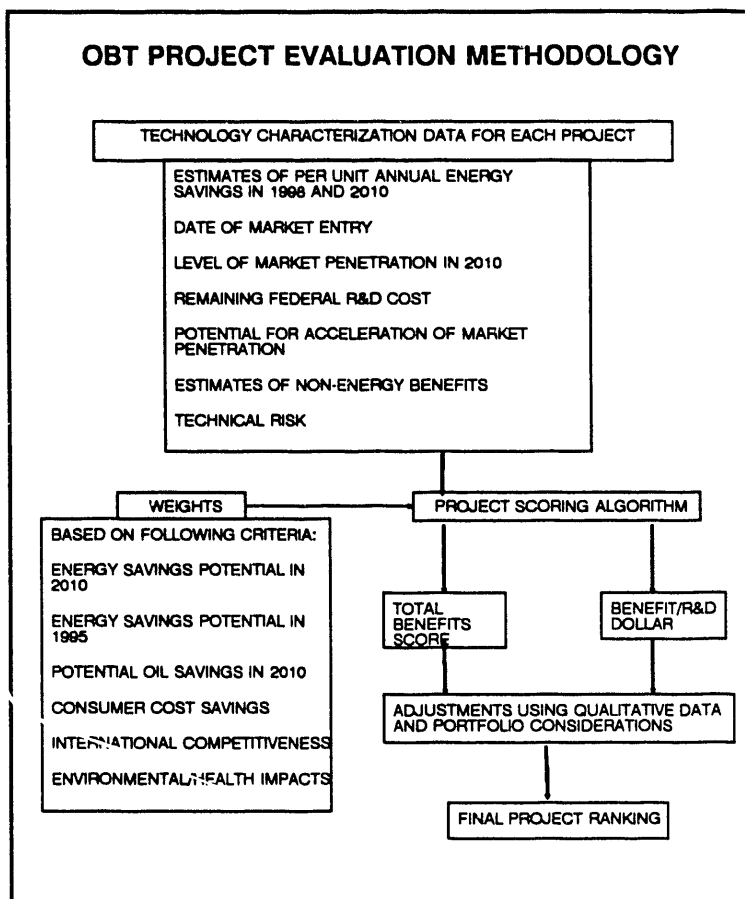 OBT PROJECT EVALUATION METHODOLOGY
TECHNOLOGY CHARACTERIZATION DATA FOR EACH PROJECT
ESTIMATES OF PER UNIT ANNUAL ENERGY
SAVINGS IN 1998 AND 2010
DATE OF MARKET ENTRY
LEVEL OF MARKET PENETRATION IN 2010
REMAINING FEDERAL R&D COST
POTENTIAL FOR ACCELERATION OF MARKET
PENETRATION
ESTIMATES OF NON-ENERGY BENEFITS
TECHNICAL RISK
WEIGHTS
BASED ON FOLLOWING CRITERIA:
ENERGY SAVINGS POTENTIAL IN
2010
ENERGY SAVINGS POTENTIAL IN
1995
POTENTIAL OIL SAVINGS IN 2010
CONSUMER COST SAVINGS
INTERNATIONAL COMPETITIVENESS
ENVIRONMENTAL/HEALTH IMPACTS
PROJECT SCORING ALGORITHM
TOTAL
BENEFITS
SCORE
BENEFIT/R&D
DOLLAR
ADJUSTMENTS USING QUALITATIVE DATA
AND PORTFOLIO CONSIDERATIONS
FINAL PROJECT RANKING